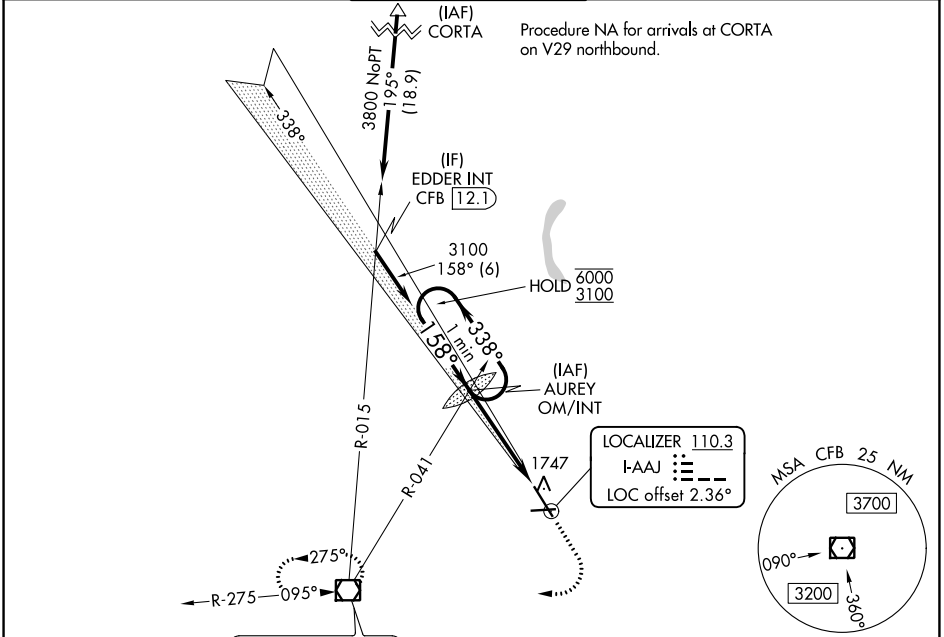 (IAF)
CORTA
Procedure NA for arrivals at CORTA
on V29 northbound.
3800 NoPT
195°
(18.9)
338°
(IF)
EDDER INT
CFB 12.1
3100
158° (6)
HOLD 6000
3100
1 min
158°
338°
(IAF)
AUREY
OM/INT
R-015
R-041
1747
LOCALIZER 110.3
I-AAJ
LOC offset 2.36°
MSA CFB 25 NM
3700
090°
3200
360°
275°
R-275
095°